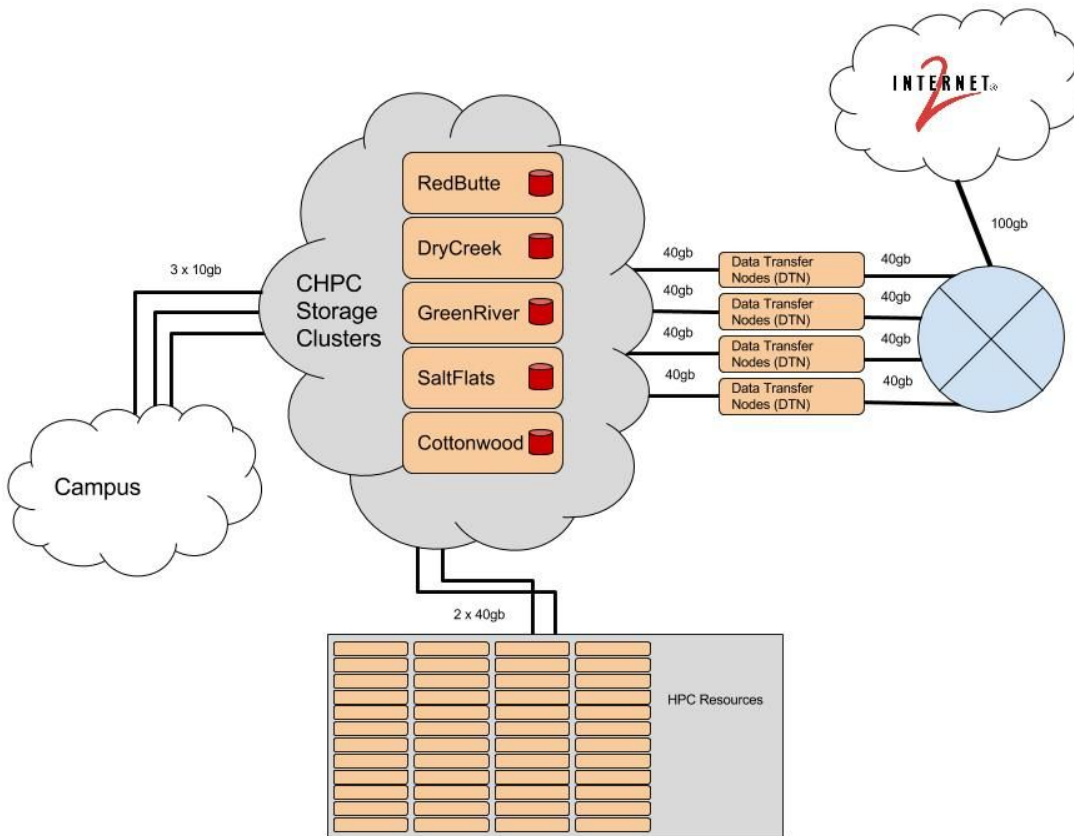 INTERNET®
2
100gb
RedButte
DryCreek
GreenRiver
SaltFlats
Cottonwood
CHPC
Storage
Clusters
3 x 10gb
Campus
40gb
Data Transfer
Nodes (DTN)
40gb
40gb
Data Transfer
Nodes (DTN)
40gb
40gb
Data Transfer
Nodes (DTN)
40gb
40gb
Data Transfer
Nodes (DTN)
40gb
2 x 40gb
HPC Resources